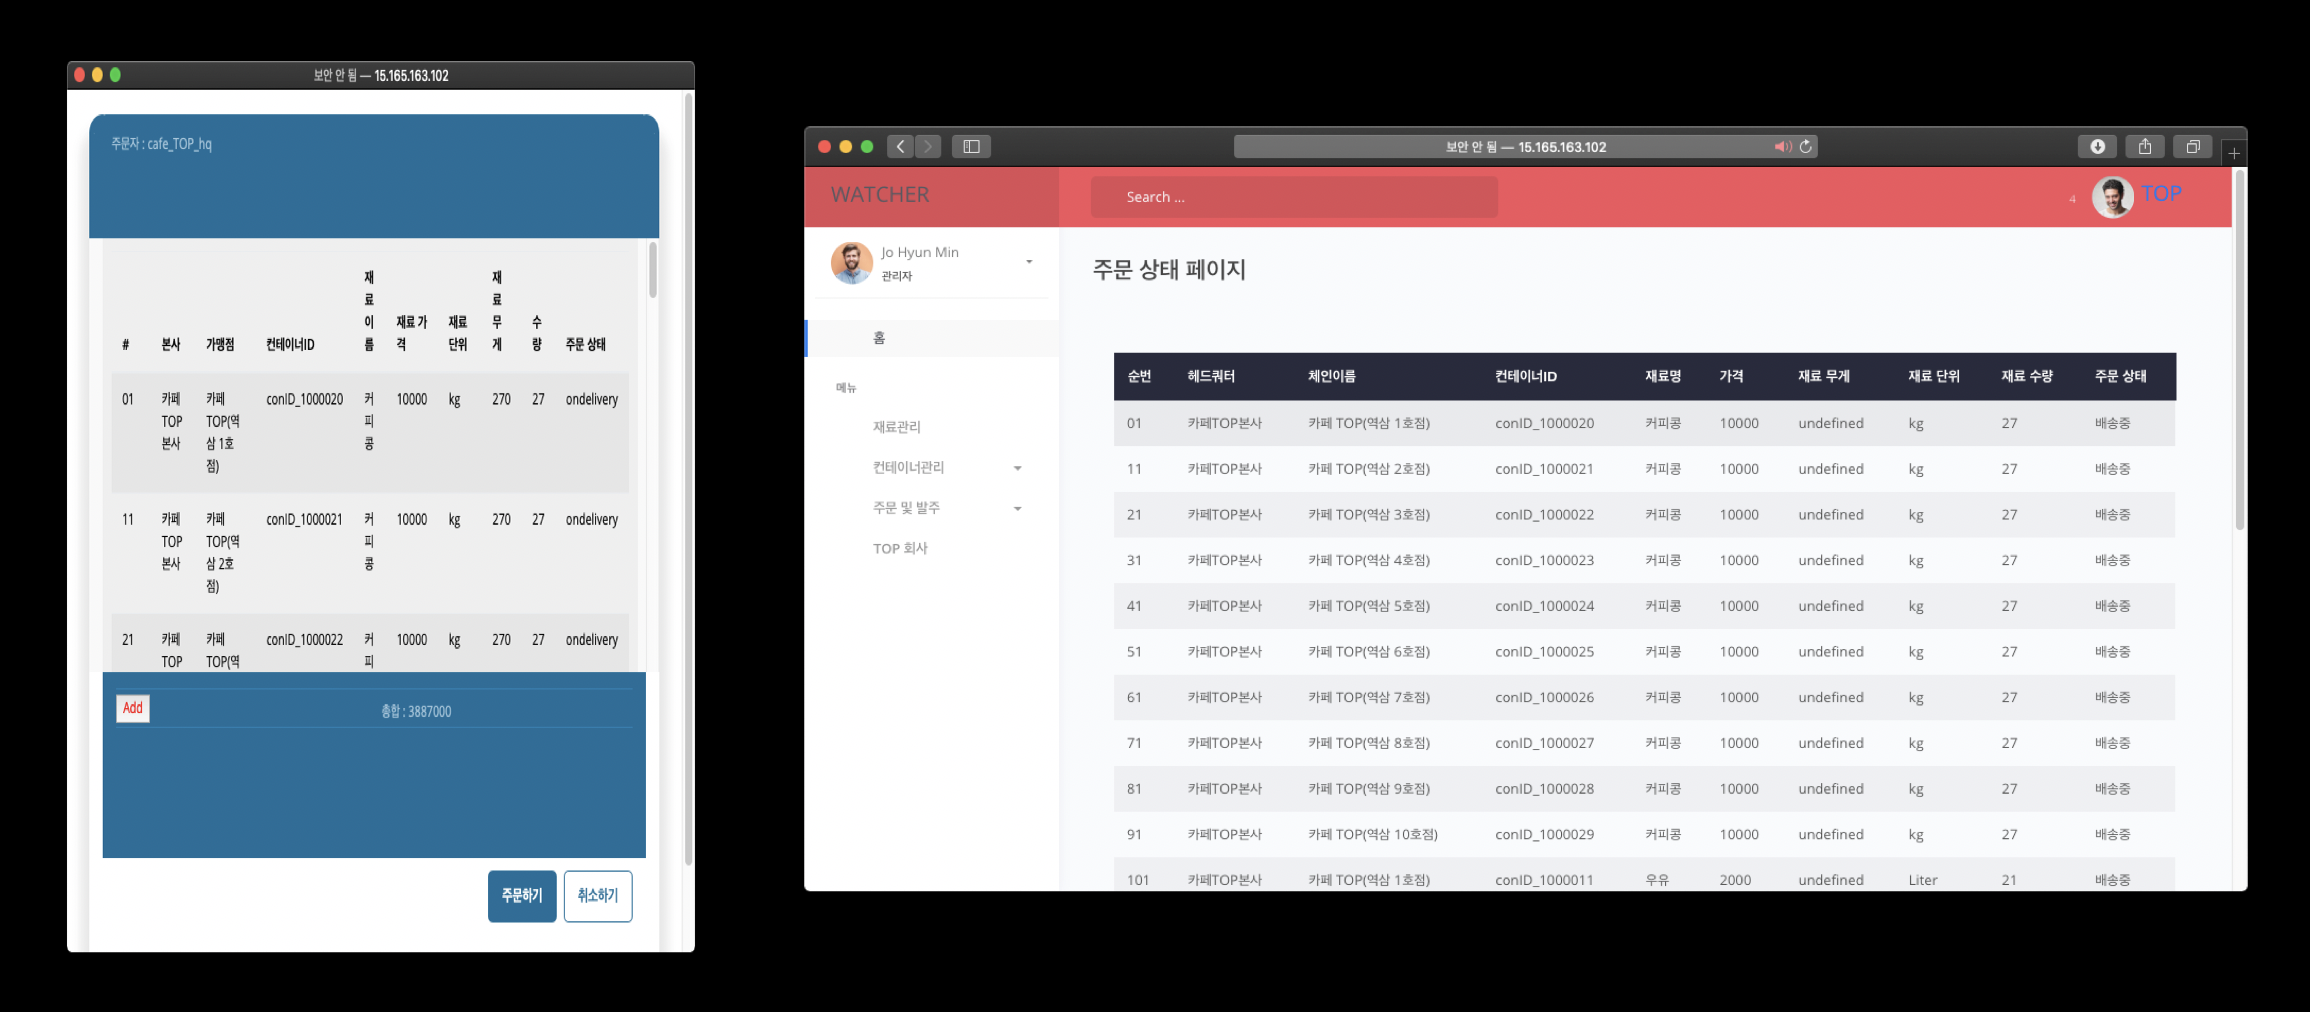 보안 안 됨 — 15.165.163.102
주문자 : cafe_TOP_hq
# 본사 가맹점 컨테이너ID 재료이름 재료 가격 재료 단위 재료무게 수량 주문 상태
01 카페 TOP 본사 카페 TOP(역삼 1호점) conID_1000020 커피콩 10000 kg 270 27 ondelivery
11 카페 TOP 본사 카페 TOP(역삼 2호점) conID_1000021 커피콩 10000 kg 270 27 ondelivery
21 카페 TOP 카페 TOP(역 conID_1000022 커피 10000 kg 270 27 ondelivery
Add 총합 : 3887000
주문하기 취소하기
보안 안 됨 — 15.165.163.102
WATCHER Search ... 4 TOP
Jo Hyun Min
관리자
홈
메뉴
재료관리
컨테이너관리
주문 및 발주
TOP 회사
주문 상태 페이지
순번 헤드쿼터 체인이름 컨테이너ID 재료명 가격 재료 무게 재료 단위 재료 수량 주문 상태
01 카페TOP본사 카페 TOP(역삼 1호점) conID_1000020 커피콩 10000 undefined kg 27 배송중
11 카페TOP본사 카페 TOP(역삼 2호점) conID_1000021 커피콩 10000 undefined kg 27 배송중
21 카페TOP본사 카페 TOP(역삼 3호점) conID_1000022 커피콩 10000 undefined kg 27 배송중
31 카페TOP본사 카페 TOP(역삼 4호점) conID_1000023 커피콩 10000 undefined kg 27 배송중
41 카페TOP본사 카페 TOP(역삼 5호점) conID_1000024 커피콩 10000 undefined kg 27 배송중
51 카페TOP본사 카페 TOP(역삼 6호점) conID_1000025 커피콩 10000 undefined kg 27 배송중
61 카페TOP본사 카페 TOP(역삼 7호점) conID_1000026 커피콩 10000 undefined kg 27 배송중
71 카페TOP본사 카페 TOP(역삼 8호점) conID_1000027 커피콩 10000 undefined kg 27 배송중
81 카페TOP본사 카페 TOP(역삼 9호점) conID_1000028 커피콩 10000 undefined kg 27 배송중
91 카페TOP본사 카페 TOP(역삼 10호점) conID_1000029 커피콩 10000 undefined kg 27 배송중
101 카페TOP본사 카페 TOP(역삼 1호점) conID_1000011 우유 2000 undefined Liter 21 배송중